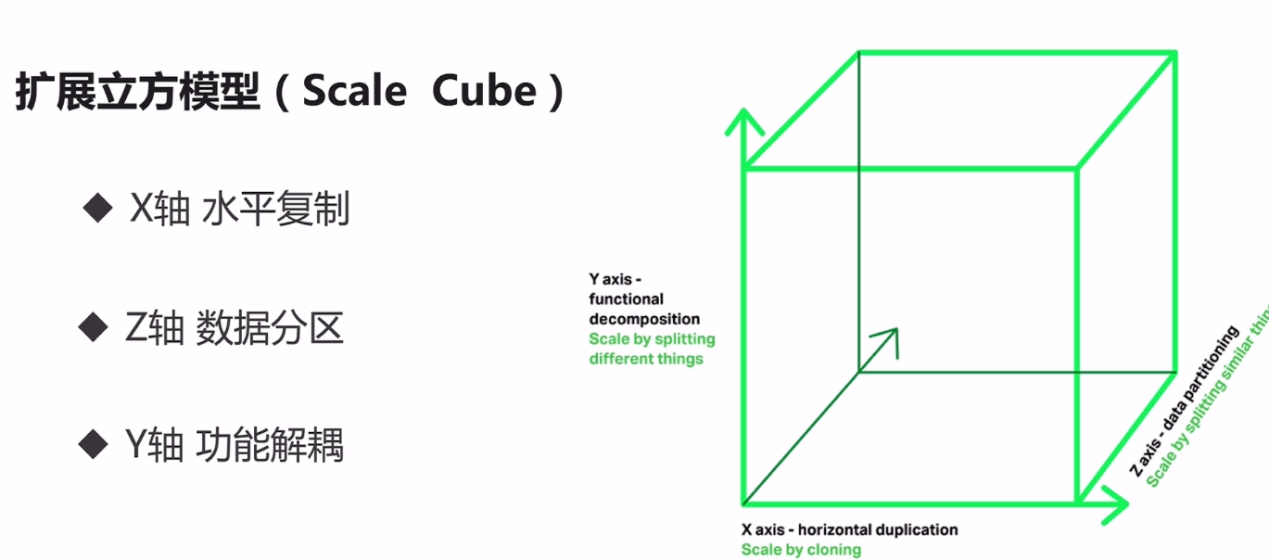 扩展立方模型（Scale Cube）
◆ X轴 水平复制
◆ Z轴 数据分区
◆ Y轴 功能解耦
Y axis -
functional
decomposition
Scale by splitting
different things
Z axis - data partitioning
Scale by splitting similar
X axis - horizontal duplication
Scale by cloning